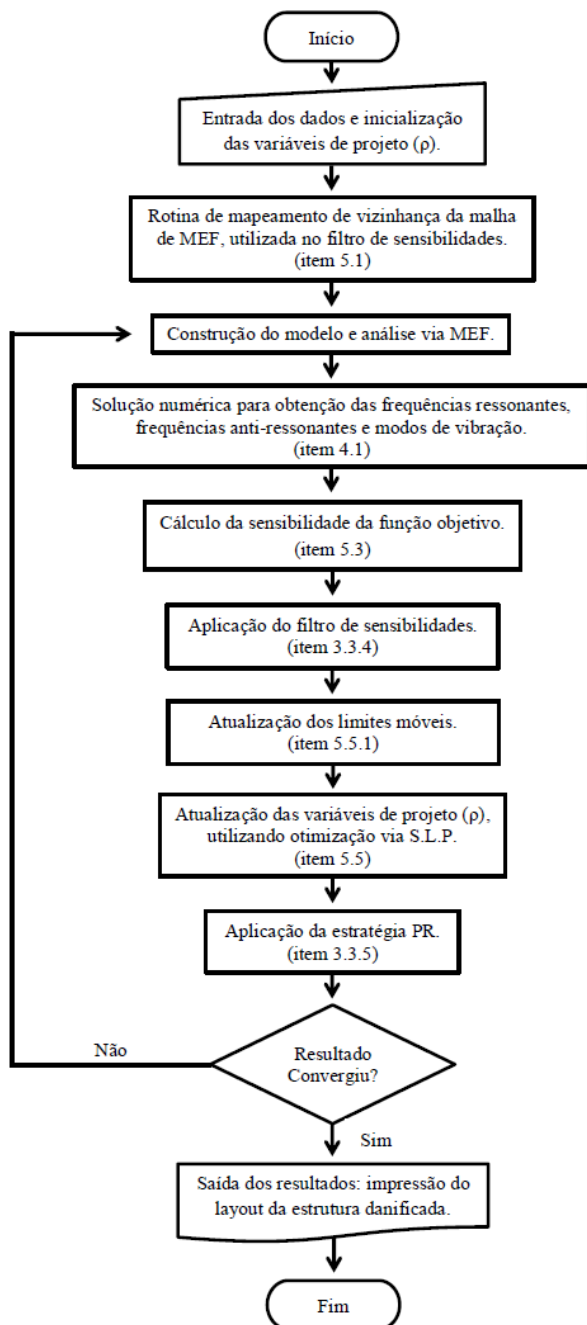 Início
Entrada dos dados e inicialização
das variáveis de projeto (ρ).
Rotina de mapeamento de vizinhança da malha
de MEF, utilizada no filtro de sensibilidades.
(item 5.1)
Construção do modelo e análise via MEF.
Solução numérica para obtenção das frequências ressonantes,
frequências anti-ressonantes e modos de vibração.
(item 4.1)
Cálculo da sensibilidade da função objetivo.
(item 5.3)
Aplicação do filtro de sensibilidades.
(item 3.3.4)
Atualização dos limites móveis.
(item 5.5.1)
Atualização das variáveis de projeto (ρ),
utilizando otimização via S.L.P.
(item 5.5)
Aplicação da estratégia PR.
(item 3.3.5)
Não
Resultado
Convergiu?
Sim
Saída dos resultados: impressão do
layout da estrutura danificada.
Fim